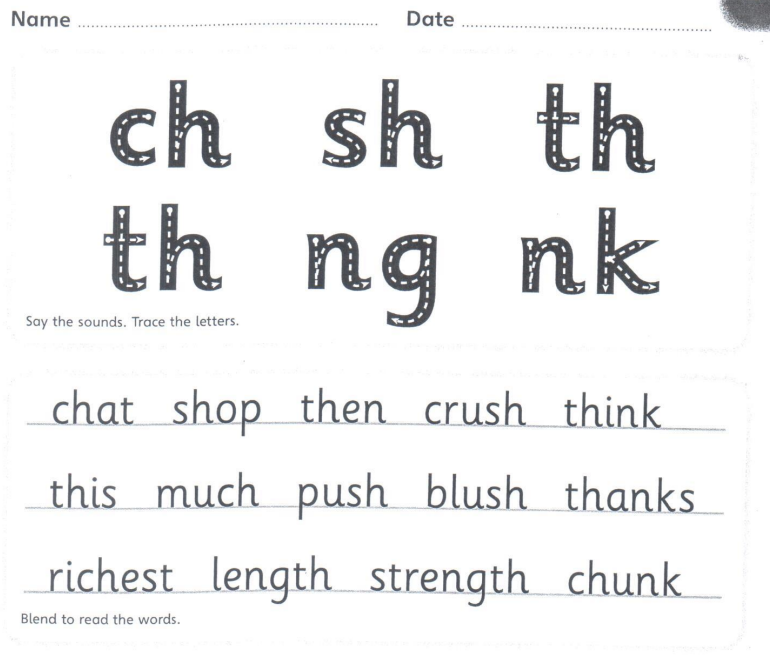 Name Date
ch sh th
th ng nk
Say the sounds. Trace the letters.
chat shop then crush think
this much push blush thanks
richest length strength chunk
Blend to read the words.